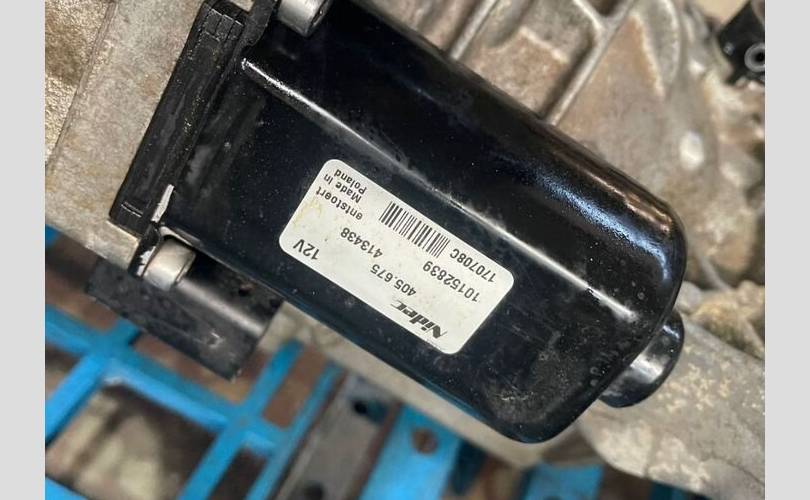 Nidec
405.675 12V
10152839 413438
170708C
entstoert
Made in
Poland